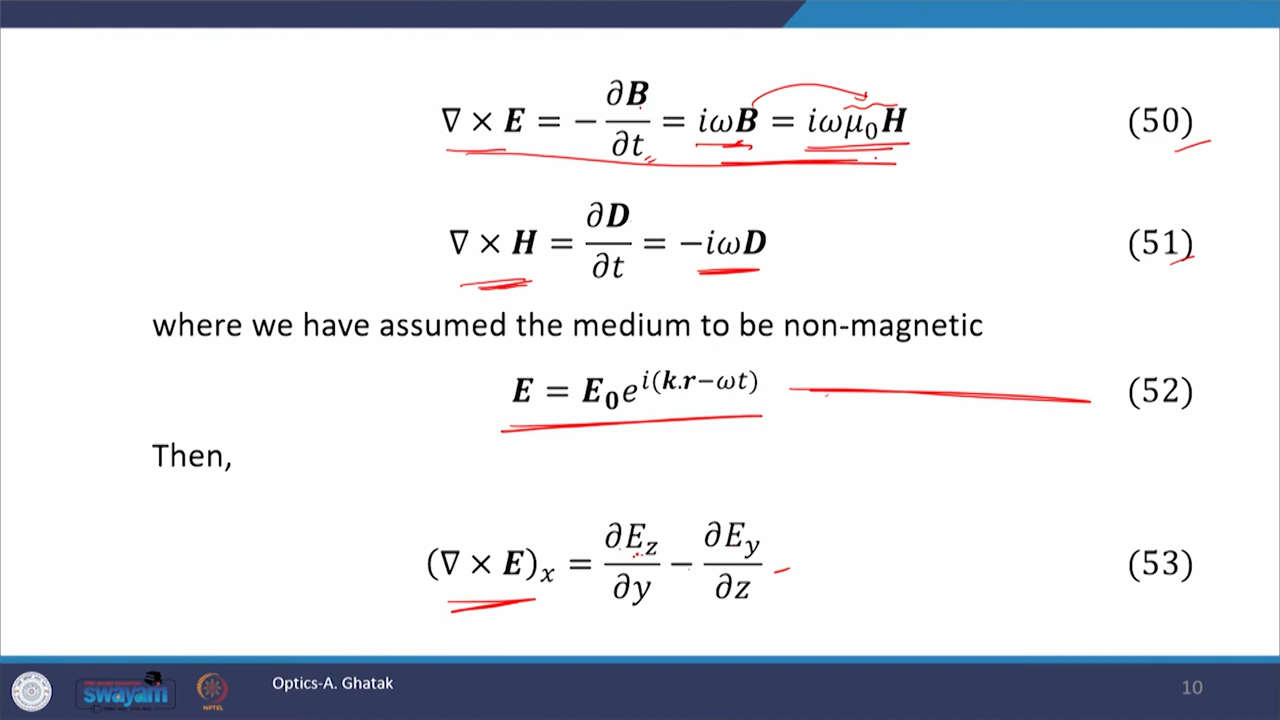 ∇ × E = − ∂B/∂t = iωB = iωμ₀H (50)
∇ × H = ∂D/∂t = −iωD (51)
where we have assumed the medium to be non-magnetic
E = E₀e^{i(k.r−ωt)} (52)
Then,
(∇ × E)ₓ = ∂E_z/∂y − ∂E_y/∂z (53)
swayam
NPTEL
Optics-A. Ghatak
10